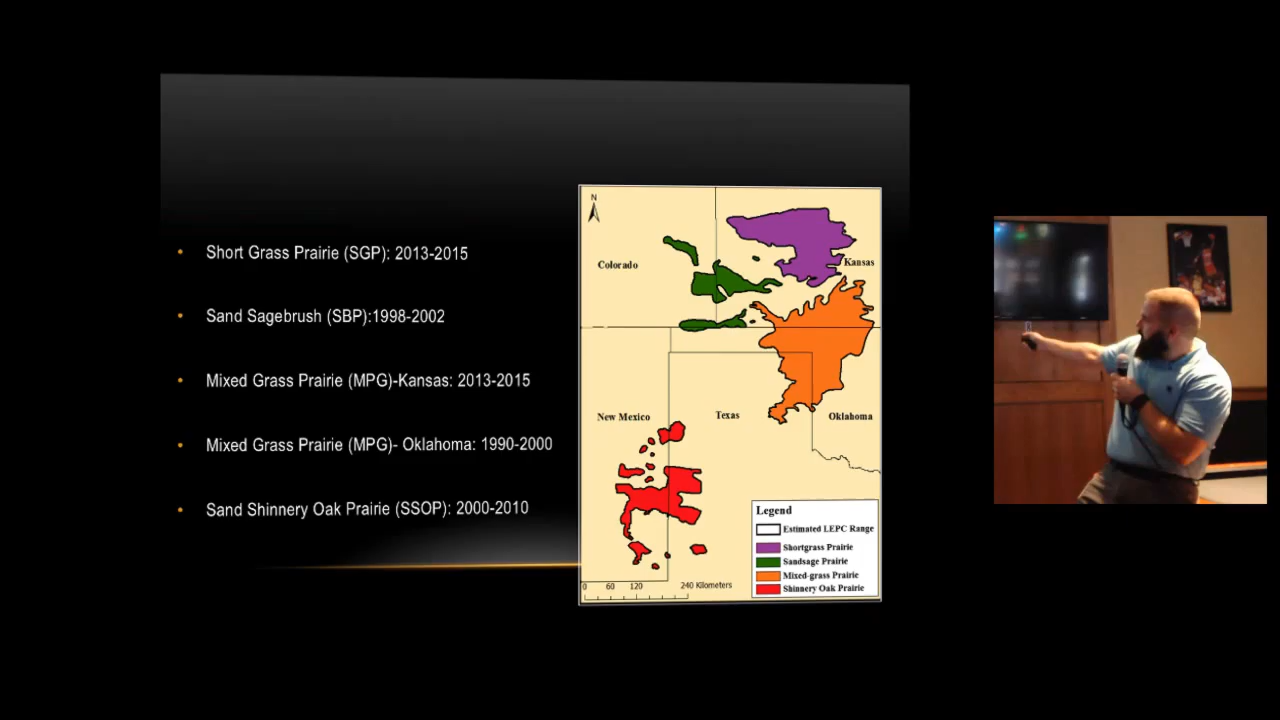 Short Grass Prairie (SGP): 2013-2015
Sand Sagebrush (SBP):1998-2002
Mixed Grass Prairie (MPG)-Kansas: 2013-2015
Mixed Grass Prairie (MPG)- Oklahoma: 1990-2000
Sand Shinnery Oak Prairie (SSOP): 2000-2010
N
Colorado
Kansas
New Mexico
Texas
Oklahoma
Legend
Estimated LEPC Range
Shortgrass Prairie
Sandsage Prairie
Mixed-grass Prairie
Shinnery Oak Prairie
0 60 120 240 Kilometers